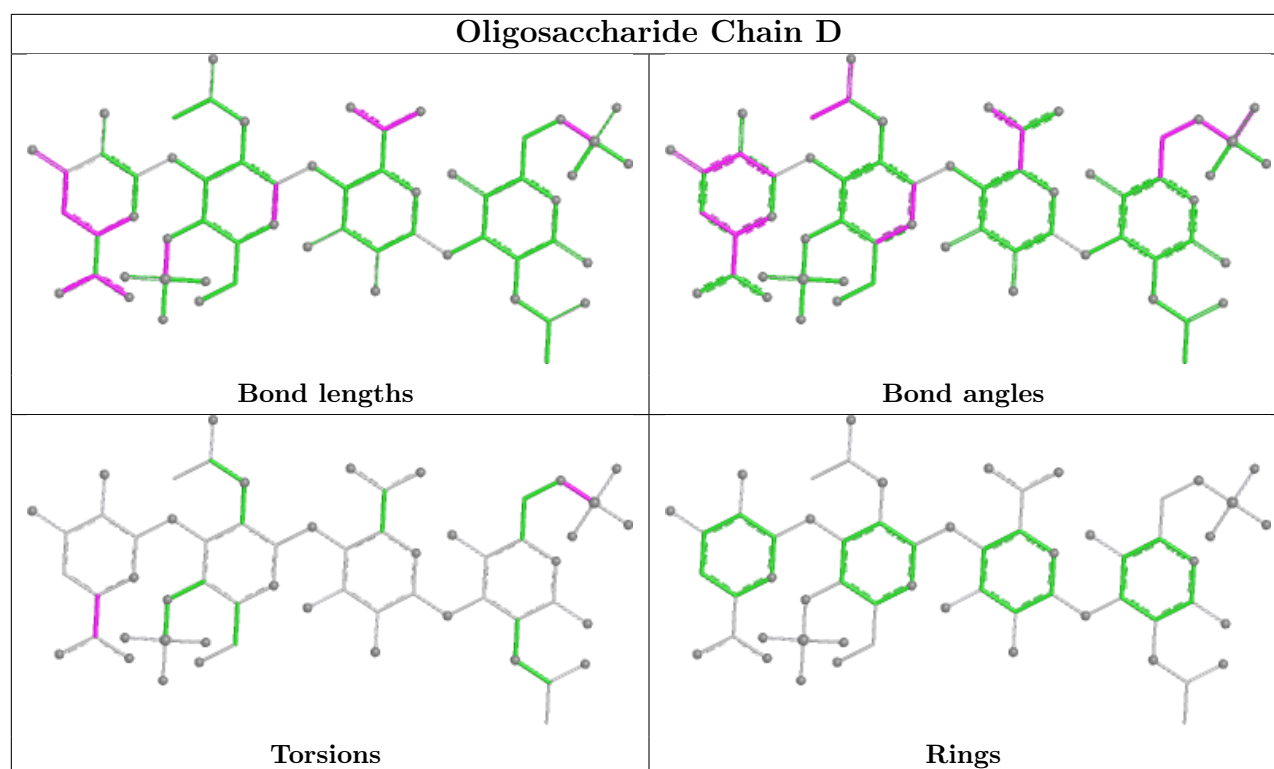 Oligosaccharide Chain D
Bond lengths
Bond angles
Torsions
Rings